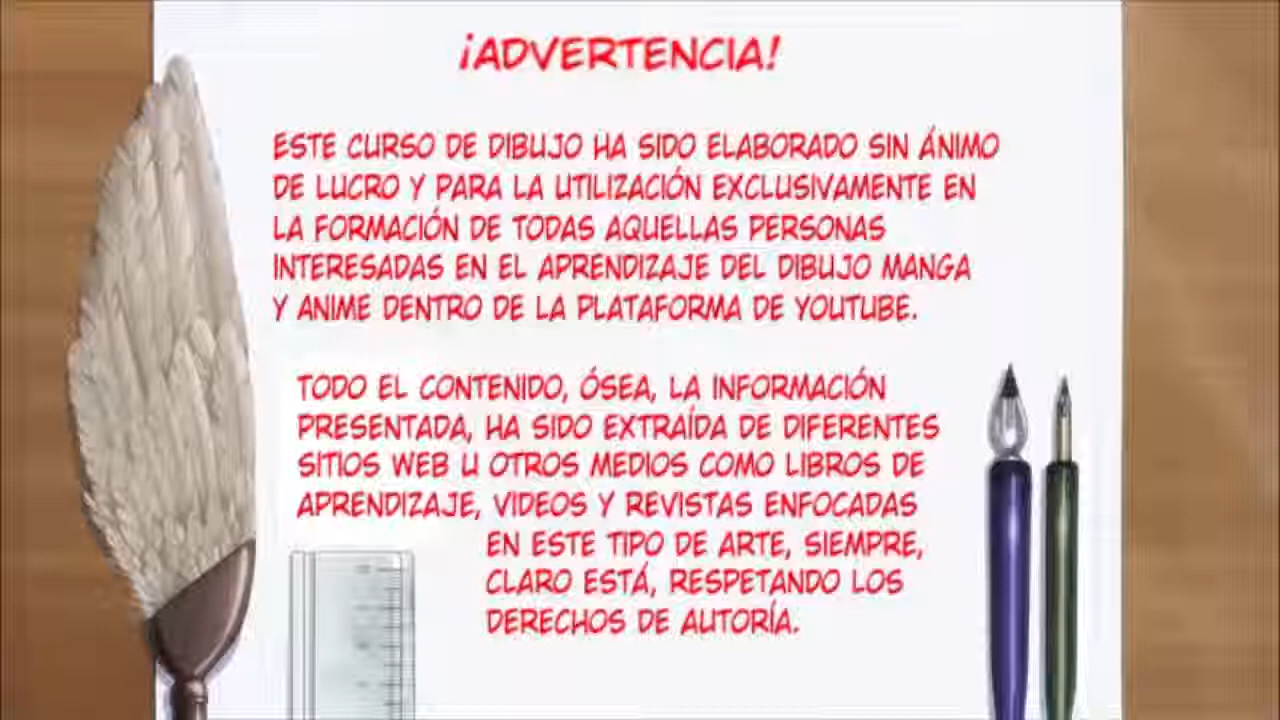 ¡ADVERTENCIA!
ESTE CURSO DE DIBUJO HA SIDO ELABORADO SIN ÁNIMO
DE LUCRO Y PARA LA UTILIZACIÓN EXCLUSIVAMENTE EN
LA FORMACIÓN DE TODAS AQUELLAS PERSONAS
INTERESADAS EN EL APRENDIZAJE DEL DIBUJO MANGA
Y ANIME DENTRO DE LA PLATAFORMA DE YOUTUBE.
TODO EL CONTENIDO, ÓSEA, LA INFORMACIÓN
PRESENTADA, HA SIDO EXTRAÍDA DE DIFERENTES
SITIOS WEB U OTROS MEDIOS COMO LIBROS DE
APRENDIZAJE, VIDEOS Y REVISTAS ENFOCADAS
EN ESTE TIPO DE ARTE, SIEMPRE,
CLARO ESTÁ, RESPETANDO LOS
DERECHOS DE AUTORÍA.